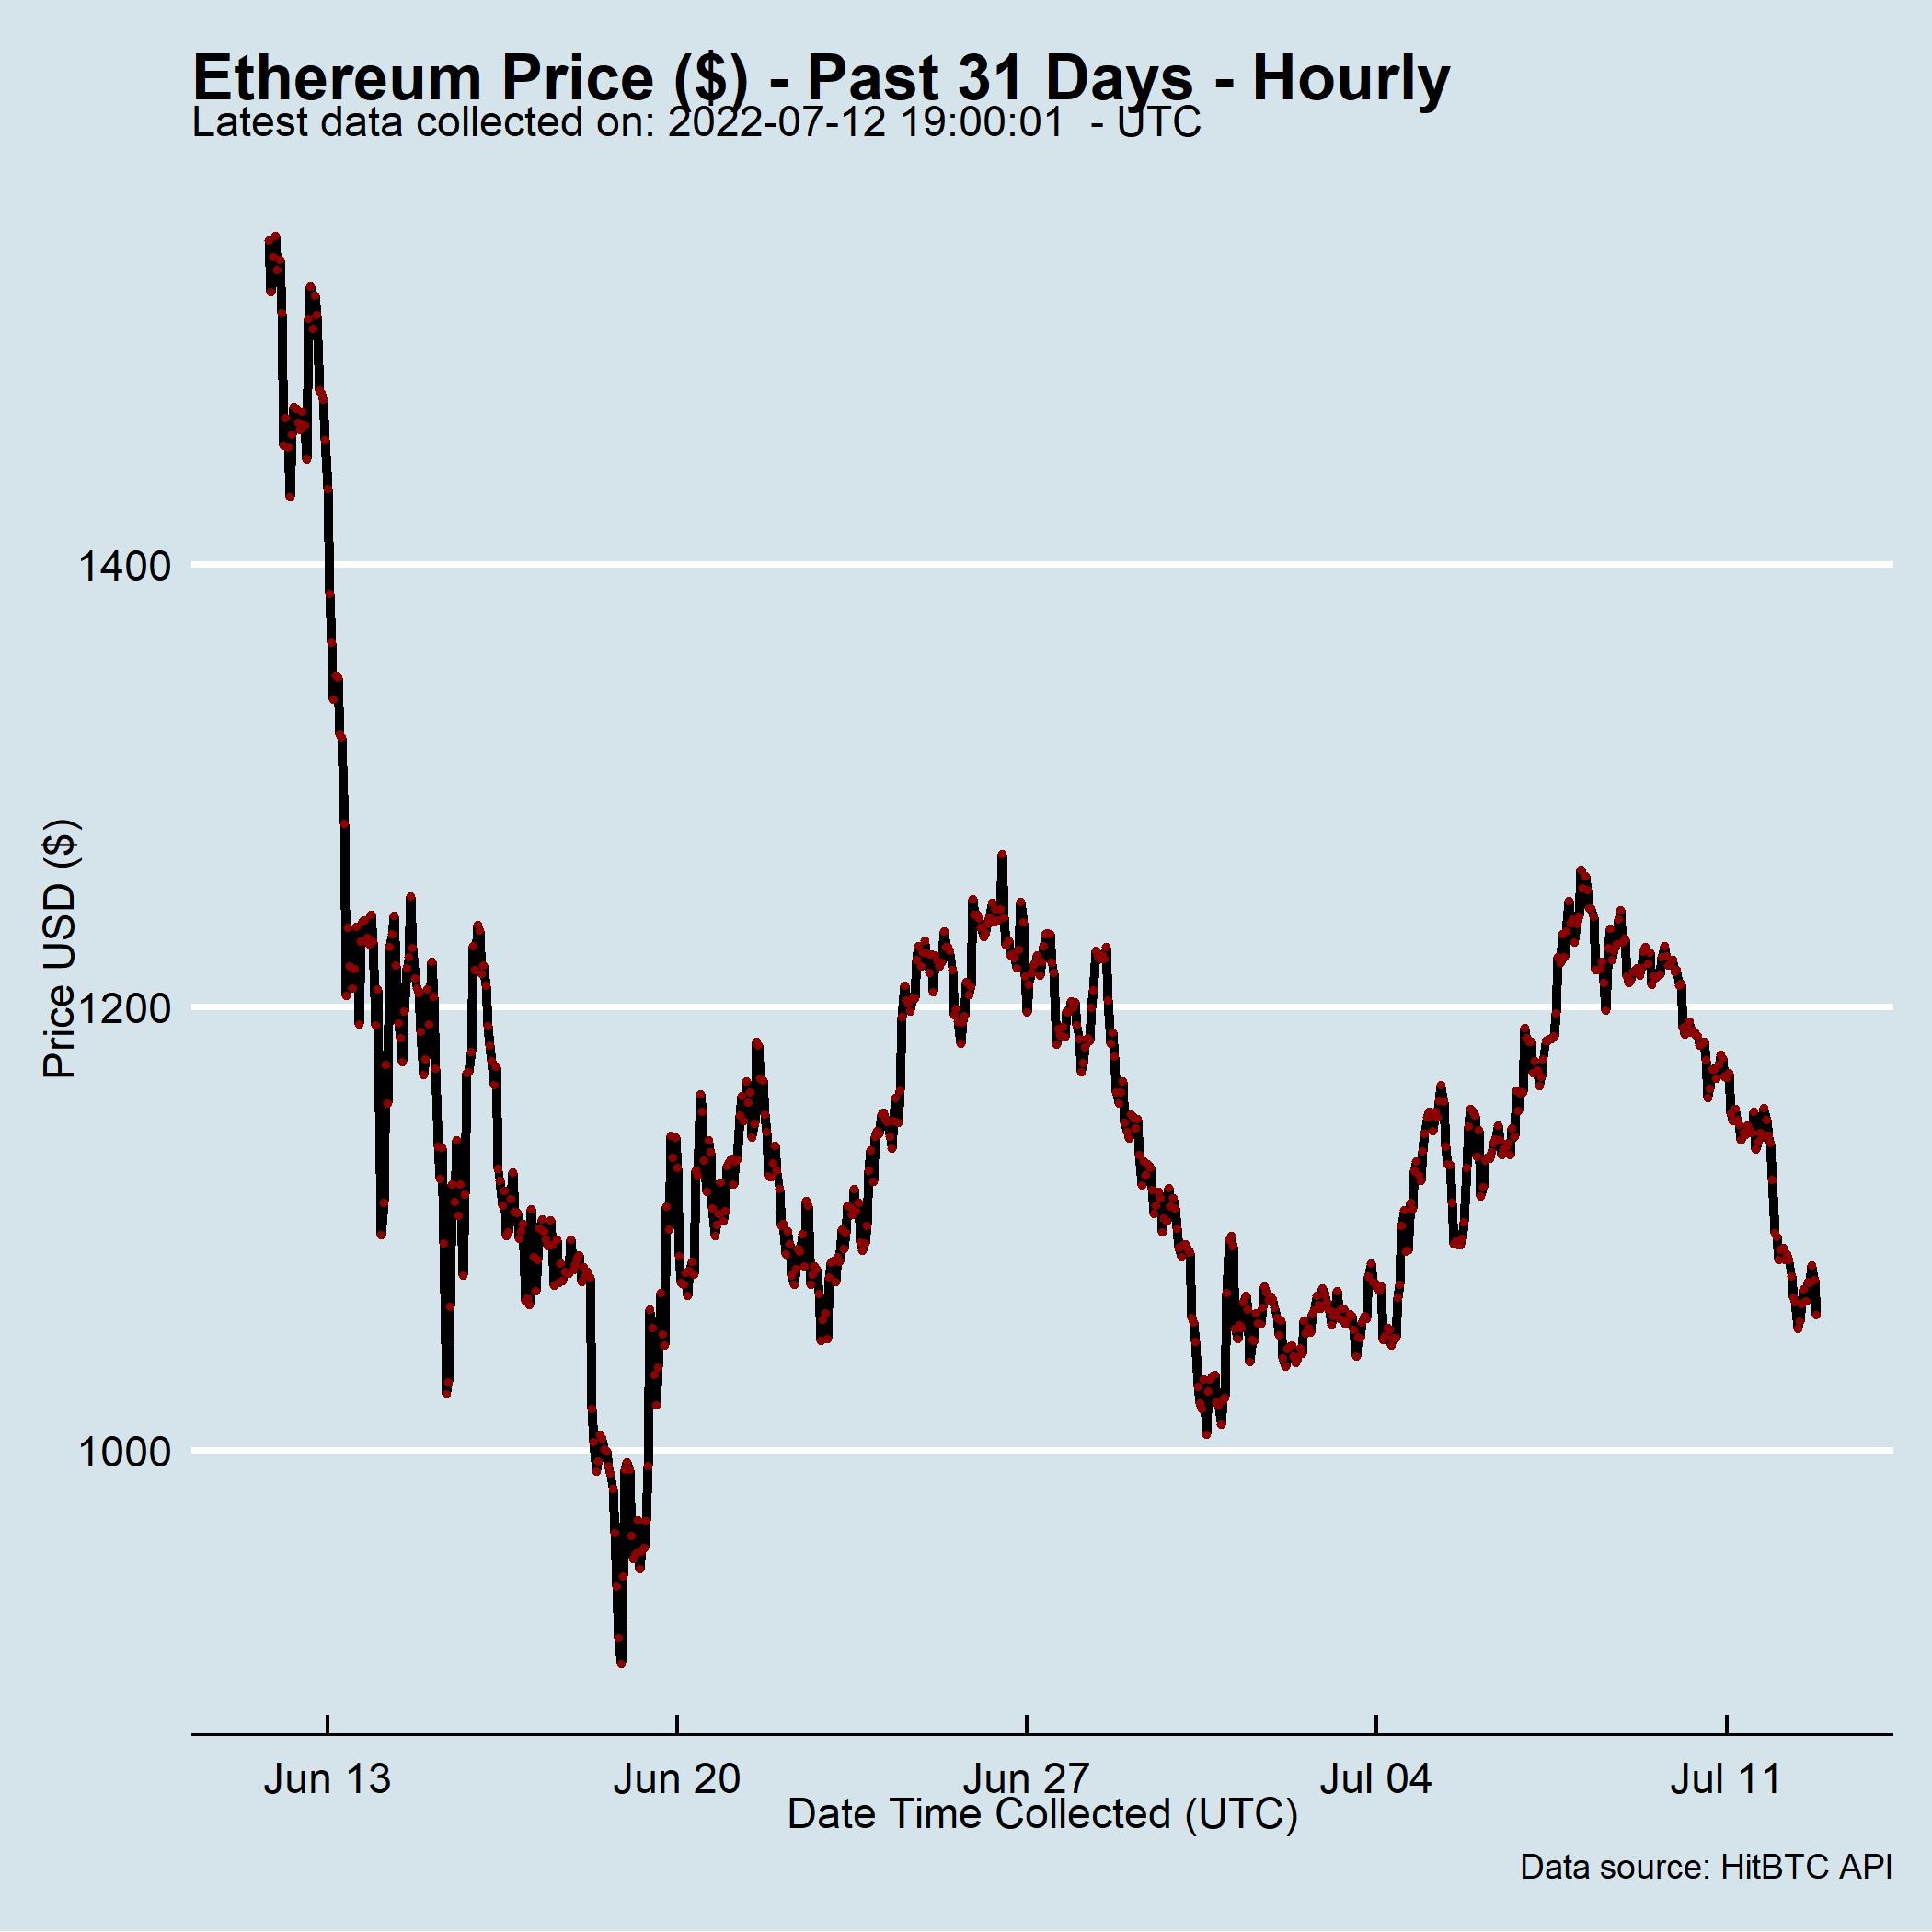 Ethereum Price ($) - Past 31 Days - Hourly
Latest data collected on: 2022-07-12 19:00:01  - UTC
1400
1200
1000
Price USD ($)
Jun 13
Jun 20
Jun 27
Jul 04
Jul 11
Date Time Collected (UTC)
Data source: HitBTC API